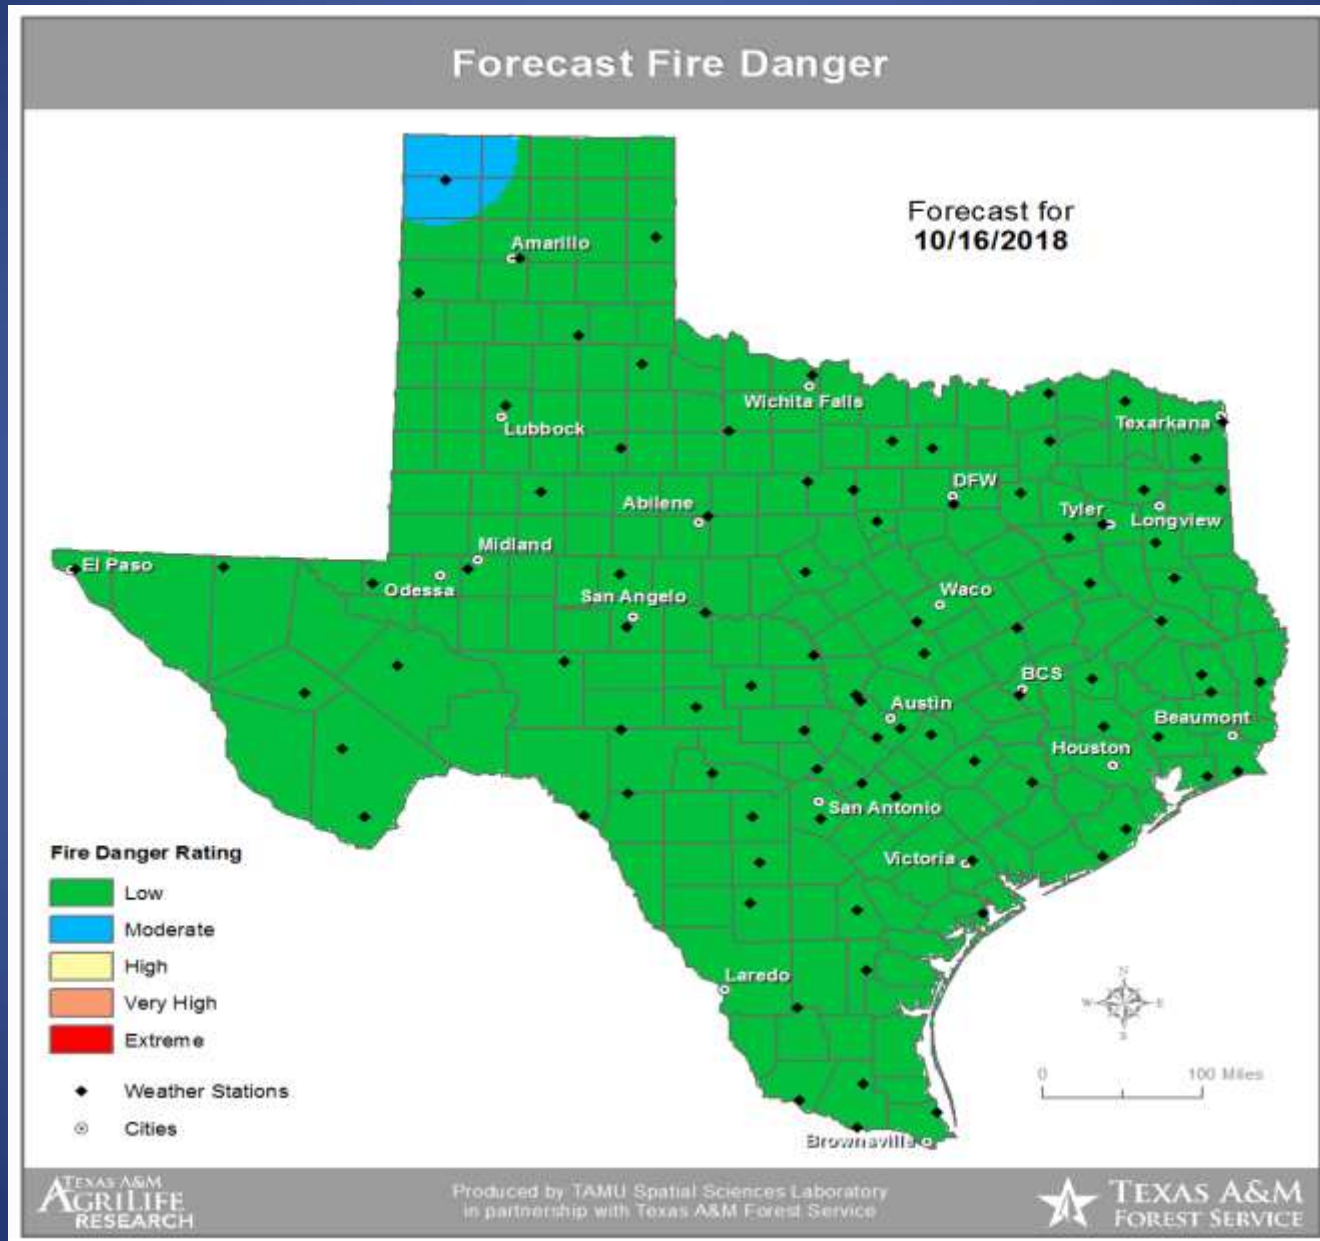 Forecast Fire Danger
Forecast for
10/16/2018
Amarillo
Wichita Falls
Lubbock
Texarkana
DFW
Abilene
Tyler
Longview
Midland
El Paso
Odessa
San Angelo
Waco
BCS
Austin
Beaumont
Houston
San Antonio
Victoria
Laredo
Brownsville
Fire Danger Rating
Low
Moderate
High
Very High
Extreme
Weather Stations
Cities
N
W E
S
0 100 Miles
TEXAS A&M
AGRILIFE
RESEARCH
Produced by TAMU Spatial Sciences Laboratory
in partnership with Texas A&M Forest Service
TEXAS A&M
FOREST SERVICE